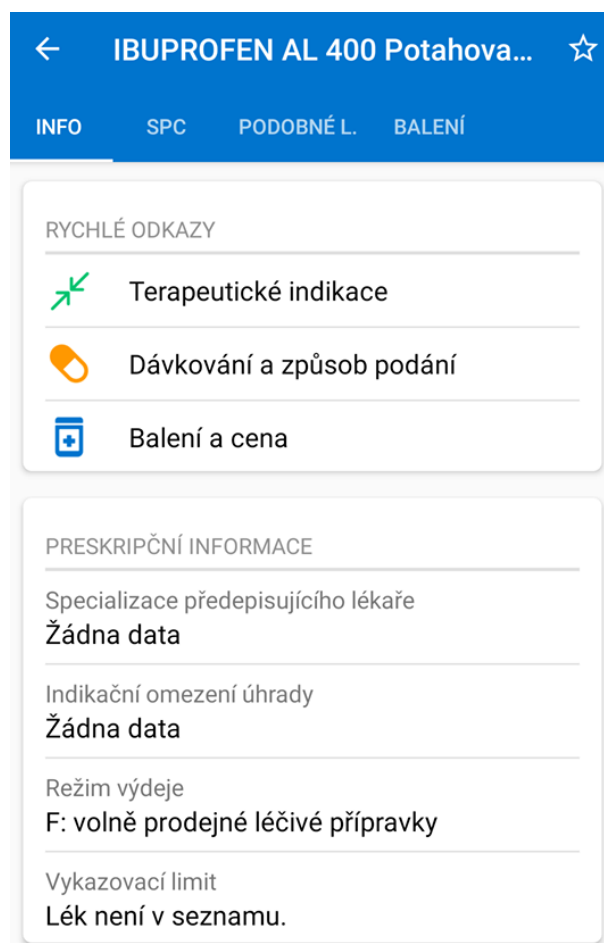 IBUPROFEN AL 400 Potahova...
INFO SPC PODOBNÉ L. BALENÍ
RYCHLÉ ODKAZY
Terapeutické indikace
Dávkování a způsob podání
Balení a cena
PRESKRIPČNÍ INFORMACE
Specializace předepisujícího lékaře
Žádna data
Indikační omezení úhrady
Žádna data
Režim výdeje
F: volně prodejné léčivé přípravky
Vykazovací limit
Lék není v seznamu.